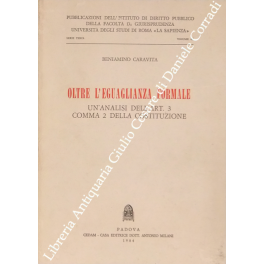 PUBBLICAZIONI DELL'ISTITUTO DI DIRITTO PUBBLICO
DELLA FACOLTÀ DI GIURISPRUDENZA
UNIVERSITÀ DEGLI STUDI DI ROMA «LA SAPIENZA»
BENIAMINO CARAVITA
OLTRE L'EGUAGLIANZA FORMALE
UN'ANALISI DELL'ART. 3
COMMA 2 DELLA COSTITUZIONE
PADOVA
CEDAM - CASA EDITRICE DOTT. ANTONIO MILANI
1984
Libreria Antiquaria Giulio Corradi di Daniele Corradi